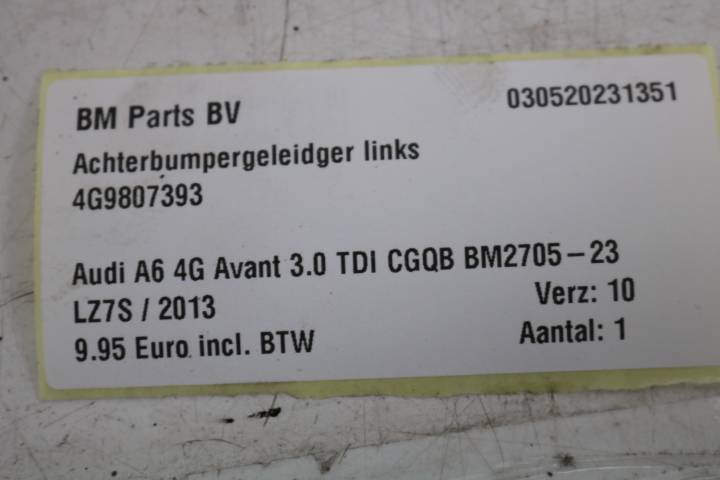 BM Parts BV 030520231351
Achterbumpergeleidger links
4G9807393
Audi A6 4G Avant 3.0 TDI CGQB BM2705-23
LZ7S / 2013 Verz: 10
9.95 Euro incl. BTW Aantal: 1